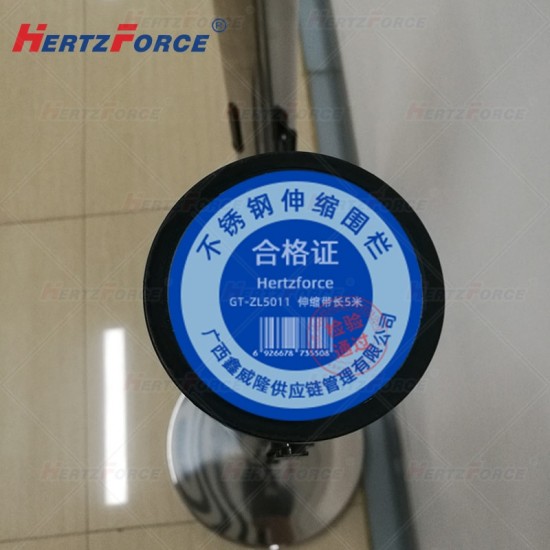 HERTZFORCE®
不锈钢伸缩围栏
合格证
Hertzforce
GT-ZL5011 伸缩带长5米
6 926678 735508
检验
通过
广西鑫威隆供应链管理有限公司